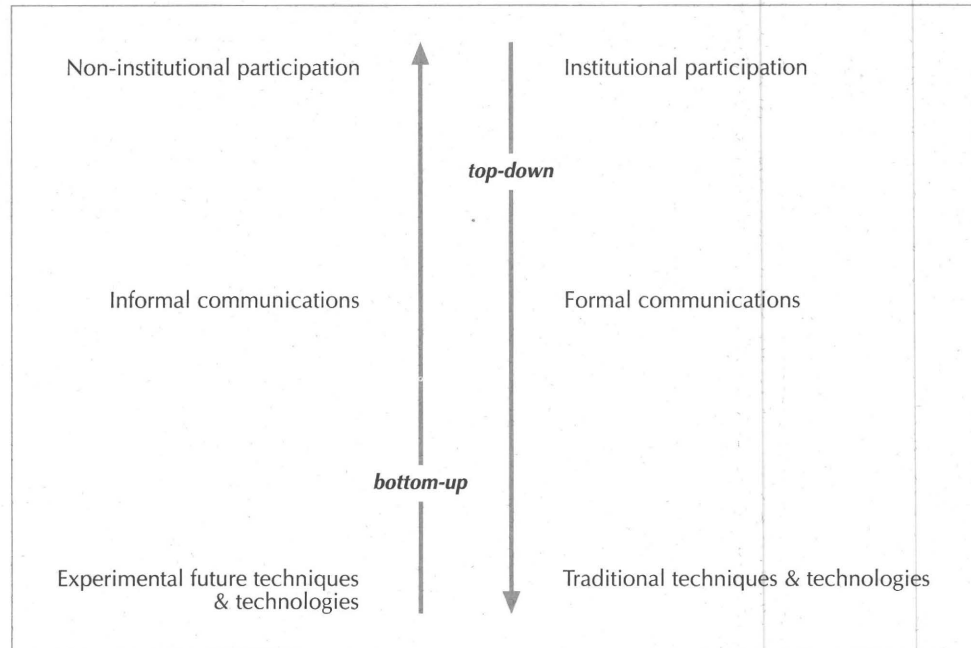 Non-institutional participation
Institutional participation
top-down
Informal communications
Formal communications
bottom-up
Experimental future techniques
& technologies
Traditional techniques & technologies